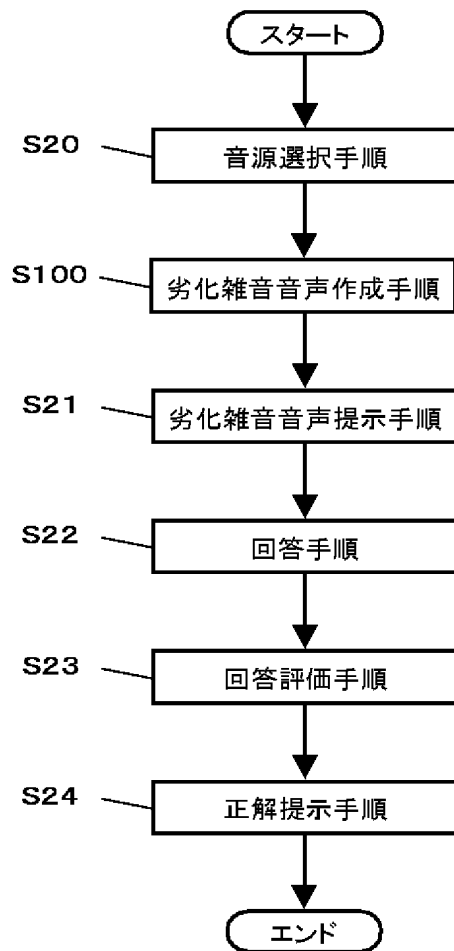 スタート
S20
音源選択手順
S100
劣化雑音音声作成手順
S21
劣化雑音音声提示手順
S22
回答手順
S23
回答評価手順
S24
正解提示手順
エンド